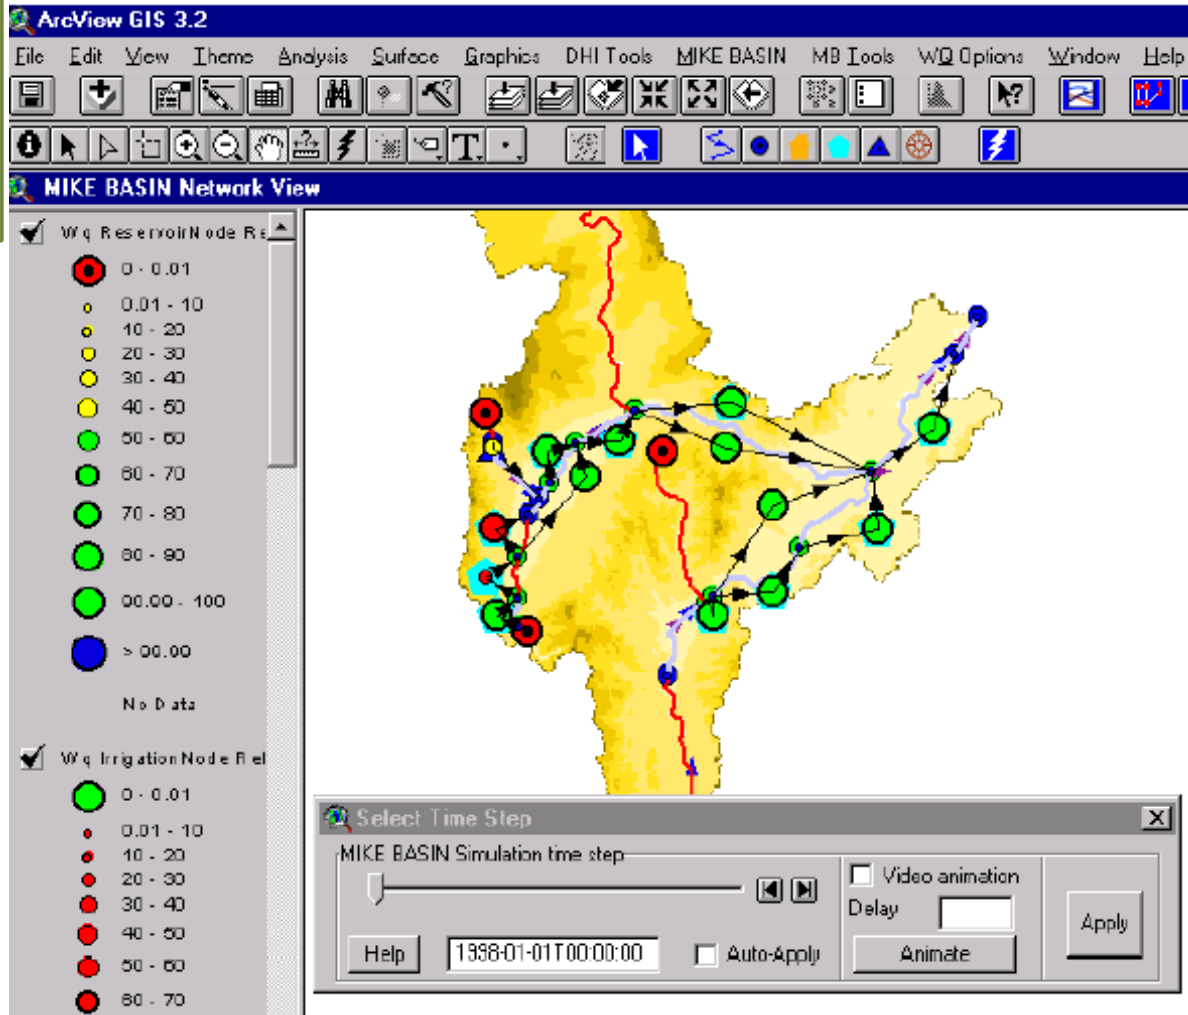 ArcView GIS 3.2
File Edit View Theme Analysis Surface Graphics DHI Tools MIKE BASIN MB Tools WQ Options Window Help
MIKE BASIN Network View
Wq ReservoirNode Re
0 - 0.01
0.01 - 10
10 - 20
20 - 30
30 - 40
40 - 50
50 - 60
60 - 70
70 - 80
80 - 90
90.00 - 100
> 00.00
No Data
Wq IrrigationNode Rel
0 - 0.01
0.01 - 10
10 - 20
20 - 30
30 - 40
40 - 50
50 - 60
60 - 70
Select Time Step
MIKE BASIN Simulation time step
Video animation
Delay
Apply
Help
1998-01-01T00:00:00
Auto-Apply
Animate